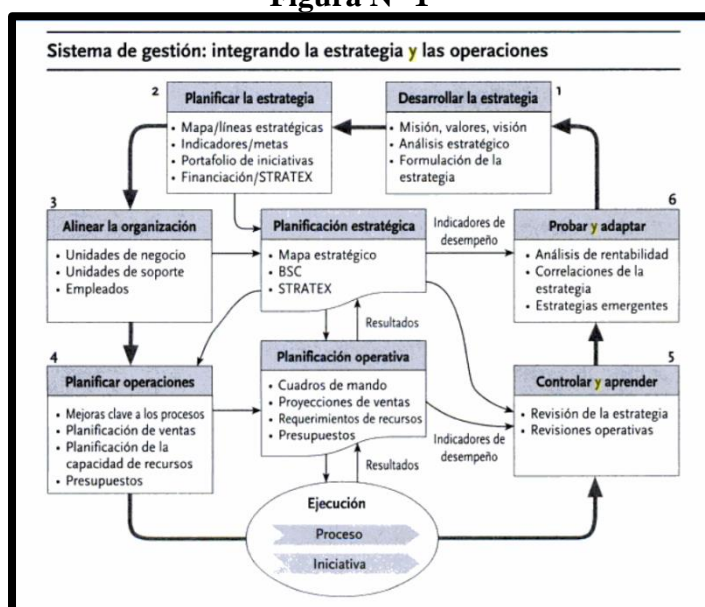 Figura N° 1
Sistema de gestión: integrando la estrategia y las operaciones
2
Planificar la estrategia
• Mapa/líneas estratégicas
• Indicadores/metas
• Portafolio de iniciativas
• Financiación/STRATEX
1
Desarrollar la estrategia
• Misión, valores, visión
• Análisis estratégico
• Formulación de la
estrategia
3
Alinear la organización
• Unidades de negocio
• Unidades de soporte
• Empleados
Planificación estratégica
• Mapa estratégico
• BSC
• STRATEX
Indicadores de
desempeño
6
Probar y adaptar
• Análisis de rentabilidad
• Correlaciones de la
estrategia
• Estrategias emergentes
Resultados
4
Planificar operaciones
• Mejoras clave a los procesos
• Planificación de ventas
• Planificación de la
capacidad de recursos
• Presupuestos
Planificación operativa
• Cuadros de mando
• Proyecciones de ventas
• Requerimientos de recursos
• Presupuestos
Indicadores de
desempeño
5
Controlar y aprender
• Revisión de la estrategia
• Revisiones operativas
Resultados
Ejecución
Proceso
Iniciativa